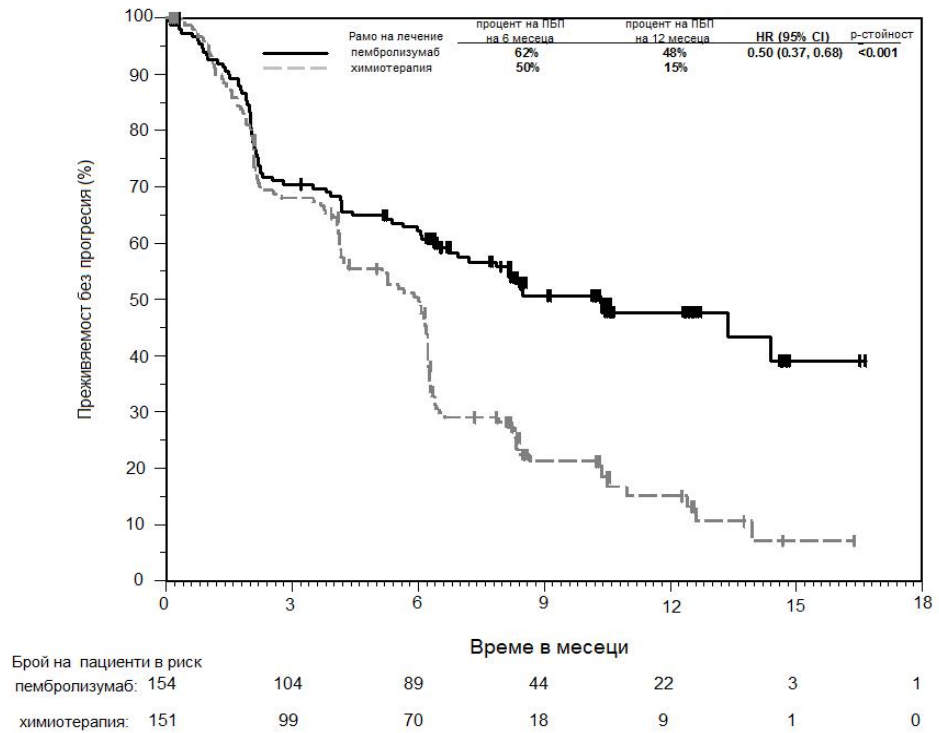 процент на ПБП процент на ПБП
Рамо на лечение на 6 месеца на 12 месеца HR (95% CI) р-стойност
пембролизумаб 62% 48% 0.50 (0.37, 0.68) <0.001
химиотерапия 50% 15%
Преживяемост без прогресия (%)
100
90
80
70
60
50
40
30
20
10
0
0 3 6 9 12 15 18
Време в месеци
Брой на пациенти в риск
пембролизумаб: 154 104 89 44 22 3 1
химиотерапия: 151 99 70 18 9 1 0